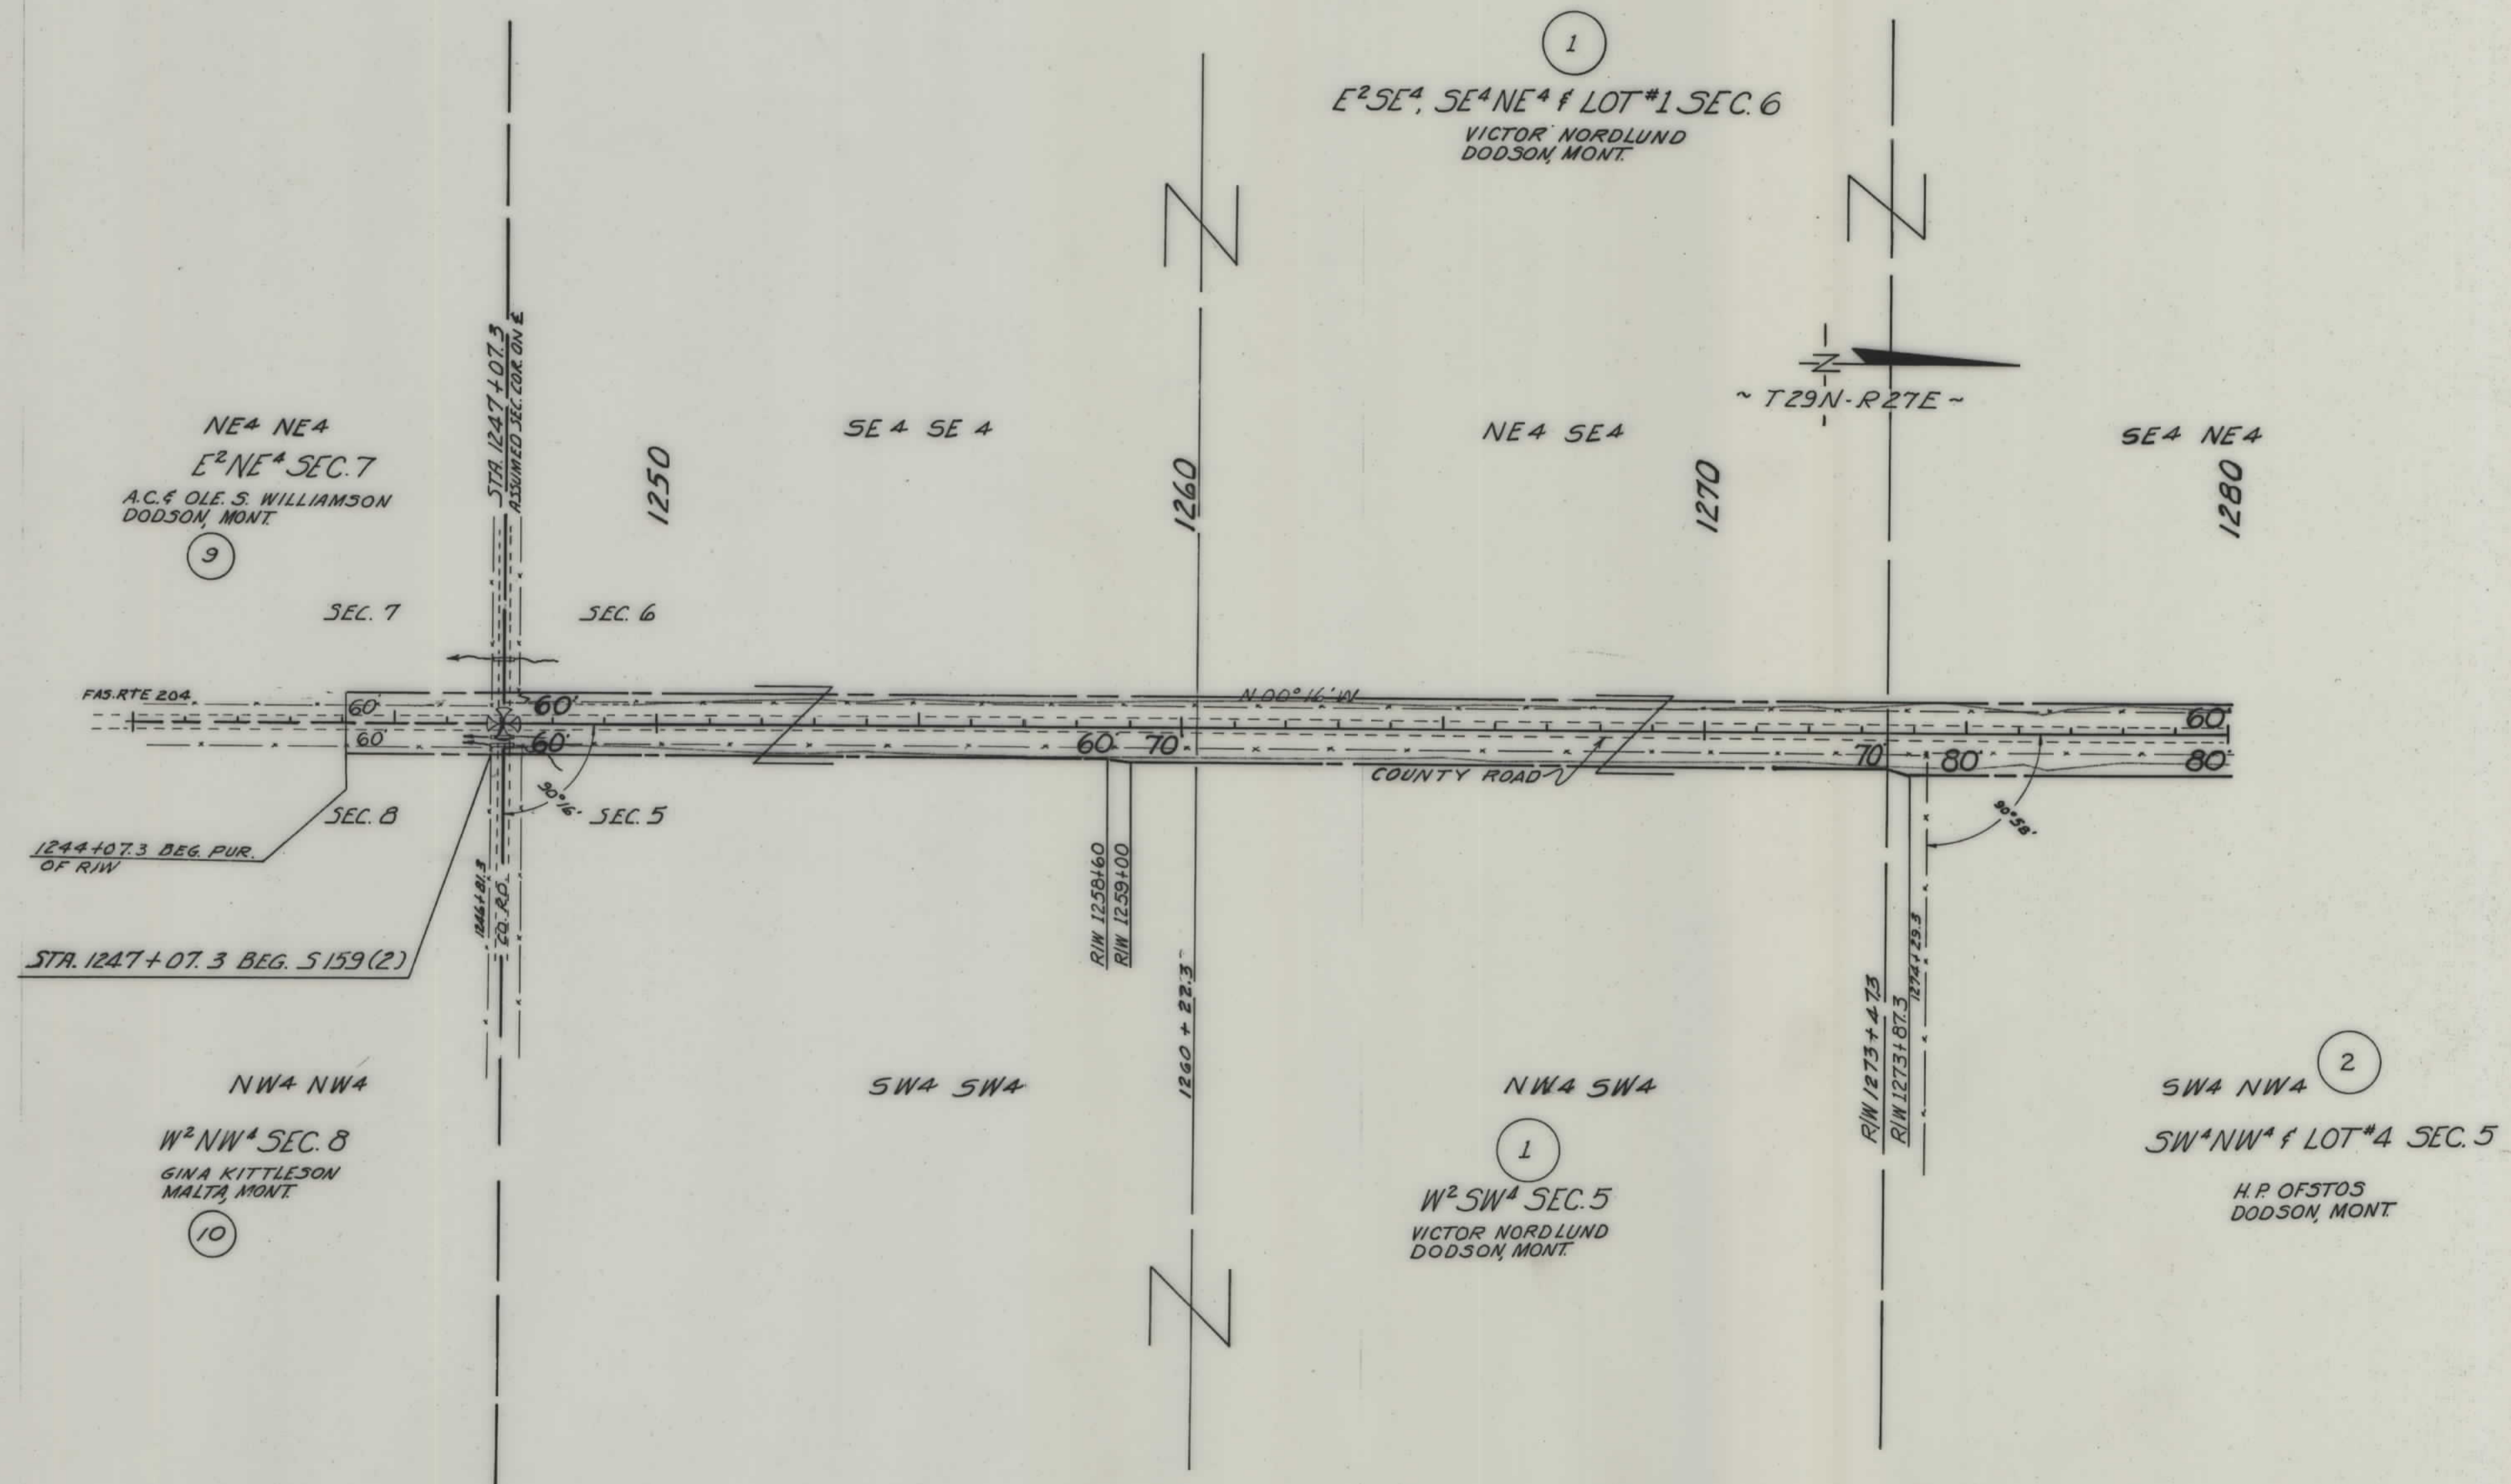 1
E²SE⁴, SE⁴NE⁴ & LOT #1 SEC. 6
VICTOR NORDLUND
DODSON, MONT.
N
~ T29N-R27E ~
STA. 1247+07.3
ASSUMED SEC. COR. ON ℄
NE4 NE4
E²NE⁴ SEC. 7
A.C. & OLE. S. WILLIAMSON
DODSON, MONT.
9
SE4 SE4
NE4 SE4
SE4 NE4
1250
1260
1270
1280
SEC. 7
SEC. 6
FAS. RTE 204
60'
60'
60'
60'
N00°16'W
60'
70'
70'
80'
60'
80'
COUNTY ROAD
90°16'
90°58'
SEC. 8
SEC. 5
1244+07.3 BEG. PUR.
OF R/W
1246+81.3
CO. RD.
STA. 1247+07.3 BEG. S 159(2)
R/W 1258+60
R/W 1259+00
1260+22.3
R/W 1273+47.3
R/W 1273+87.3
1274+29.3
NW4 NW4
W²NW⁴ SEC. 8
GINA KITTLESON
MALTA, MONT.
10
SW4 SW4
NW4 SW4
1
W²SW⁴ SEC. 5
VICTOR NORDLUND
DODSON, MONT.
SW4 NW4
2
SW⁴NW⁴ & LOT #4 SEC. 5
H.P. OFSTOS
DODSON, MONT.